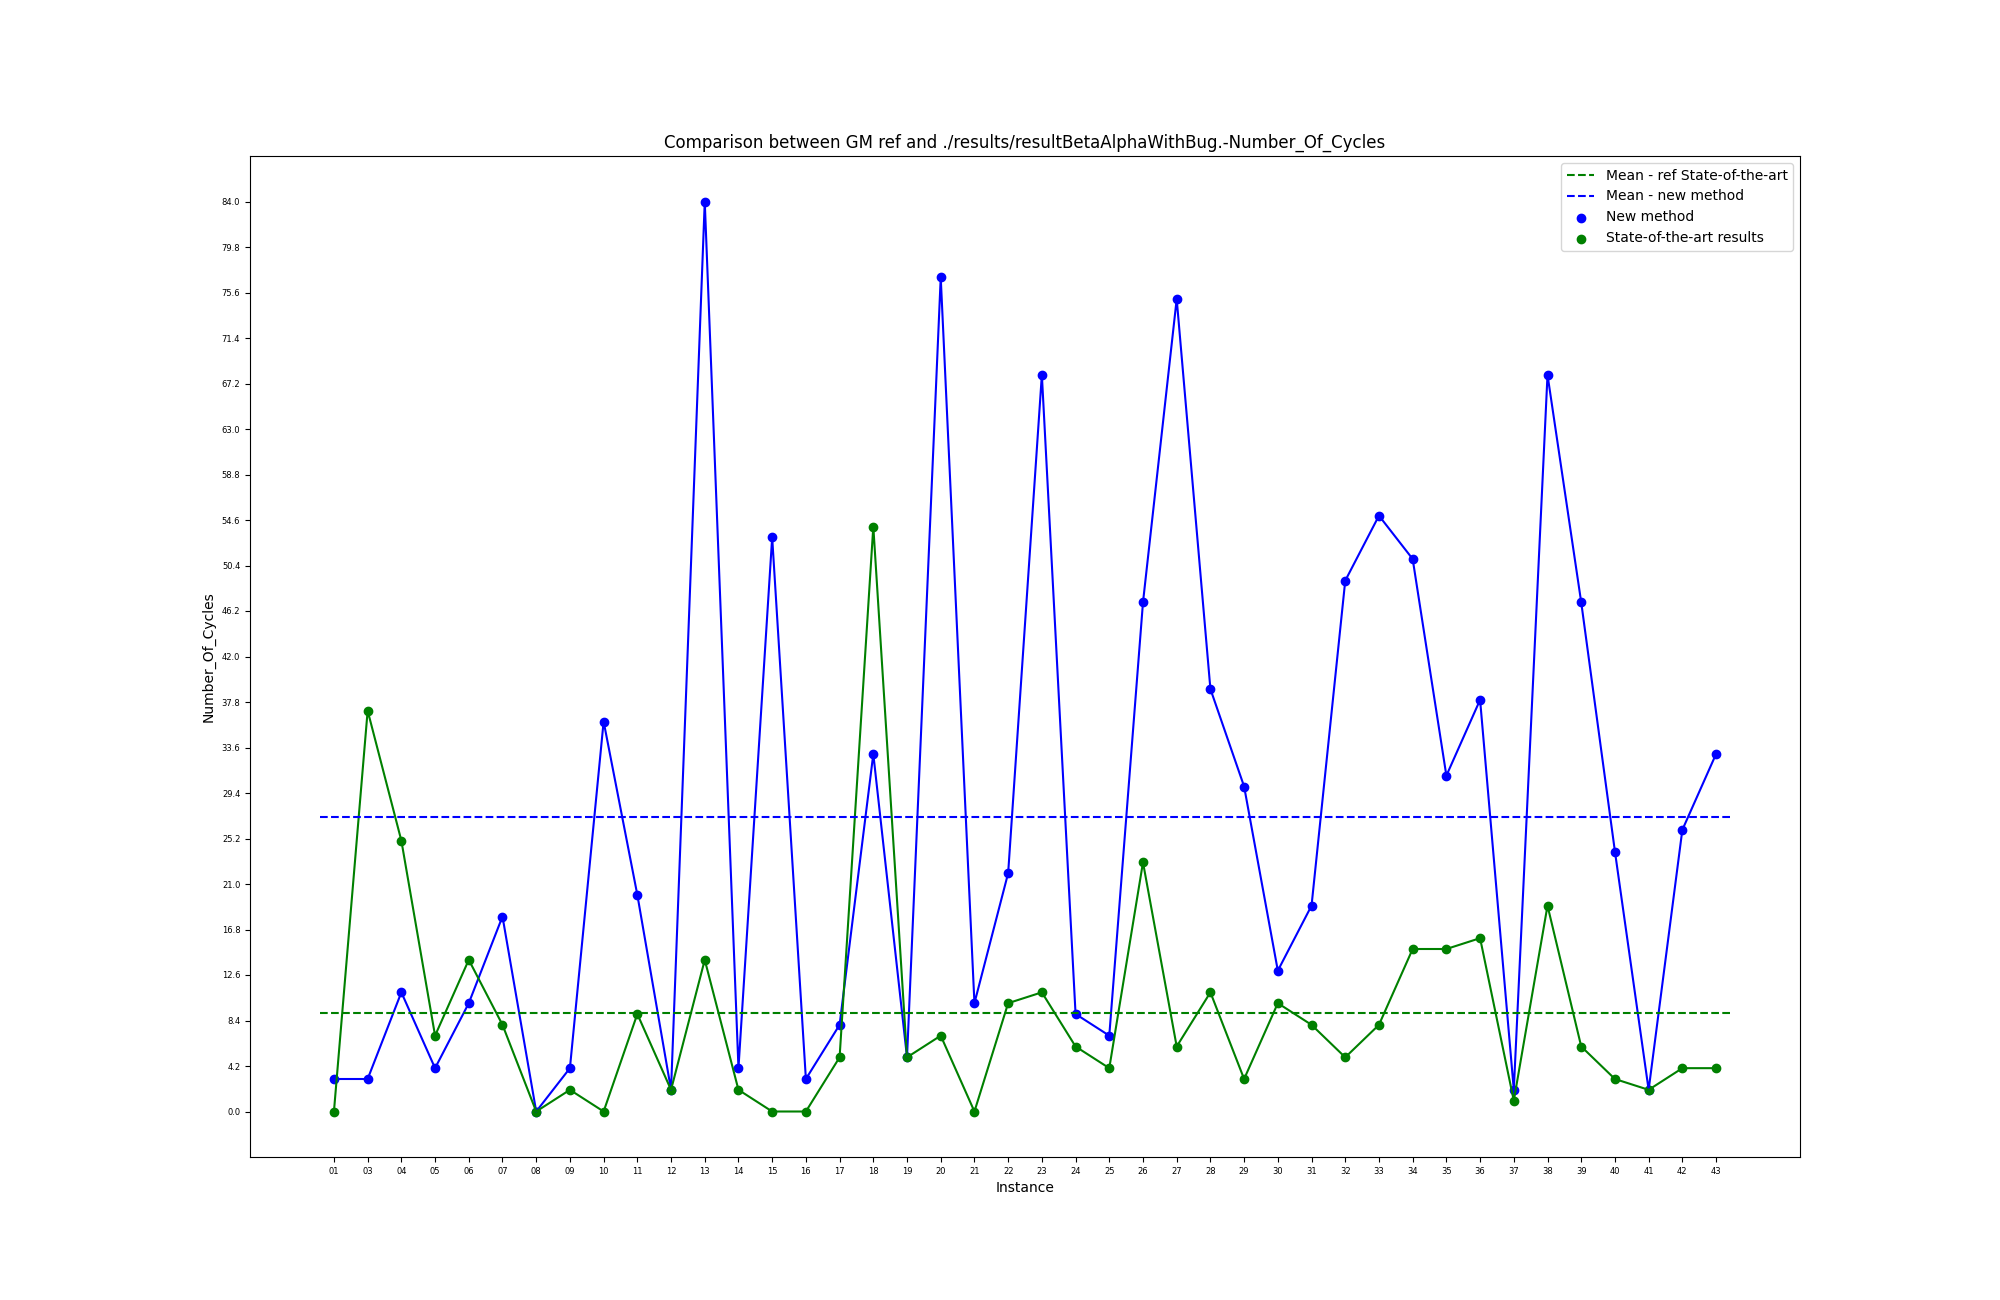 Comparison between GM ref and ./results/resultBetaAlphaWithBug.-Number_Of_Cycles
Mean - ref State-of-the-art
Mean - new method
New method
State-of-the-art results
84.0
79.8
75.6
71.4
67.2
63.0
58.8
54.6
50.4
46.2
42.0
37.8
33.6
29.4
25.2
21.0
16.8
12.6
8.4
4.2
0.0
Number_Of_Cycles
01 03 04 05 06 07 08 09 10 11 12 13 14 15 16 17 18 19 20 21 22 23 24 25 26 27 28 29 30 31 32 33 34 35 36 37 38 39 40 41 42 43
Instance